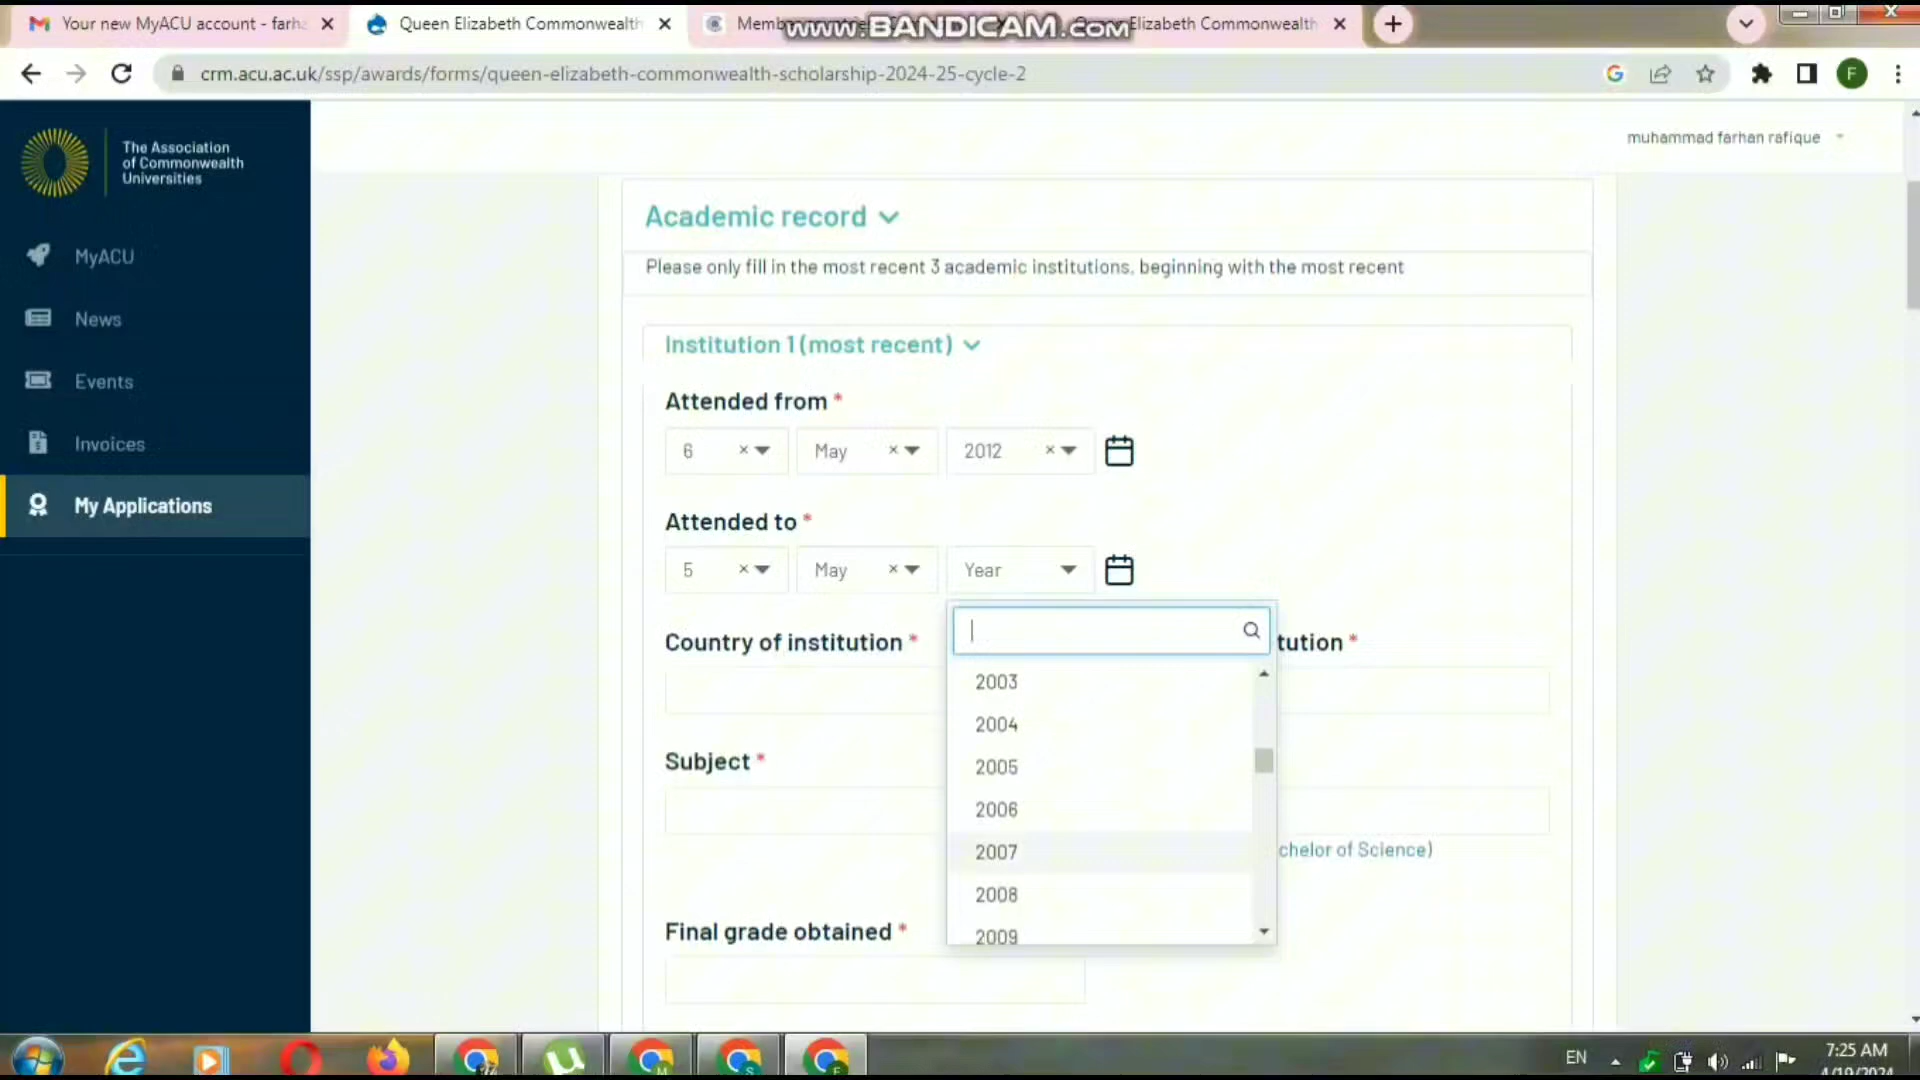 Your new MyACU account - farha
Queen Elizabeth Commonwealth
Memb
Queen Elizabeth Commonwealth
www.BANDICAM.com
crm.acu.ac.uk/ssp/awards/forms/queen-elizabeth-commonwealth-scholarship-2024-25-cycle-2
F
The Association
of Commonwealth
Universities
muhammad farhan rafique
MyACU
News
Events
Invoices
My Applications
Academic record
Please only fill in the most recent 3 academic institutions, beginning with the most recent
Institution 1 (most recent)
Attended from *
6 × May × 2012 ×
Attended to *
5 × May × Year
Country of institution *
tution *
2003
2004
2005
2006
2007
2008
2009
Subject *
chelor of Science)
Final grade obtained *
EN
7:25 AM
4/19/2024